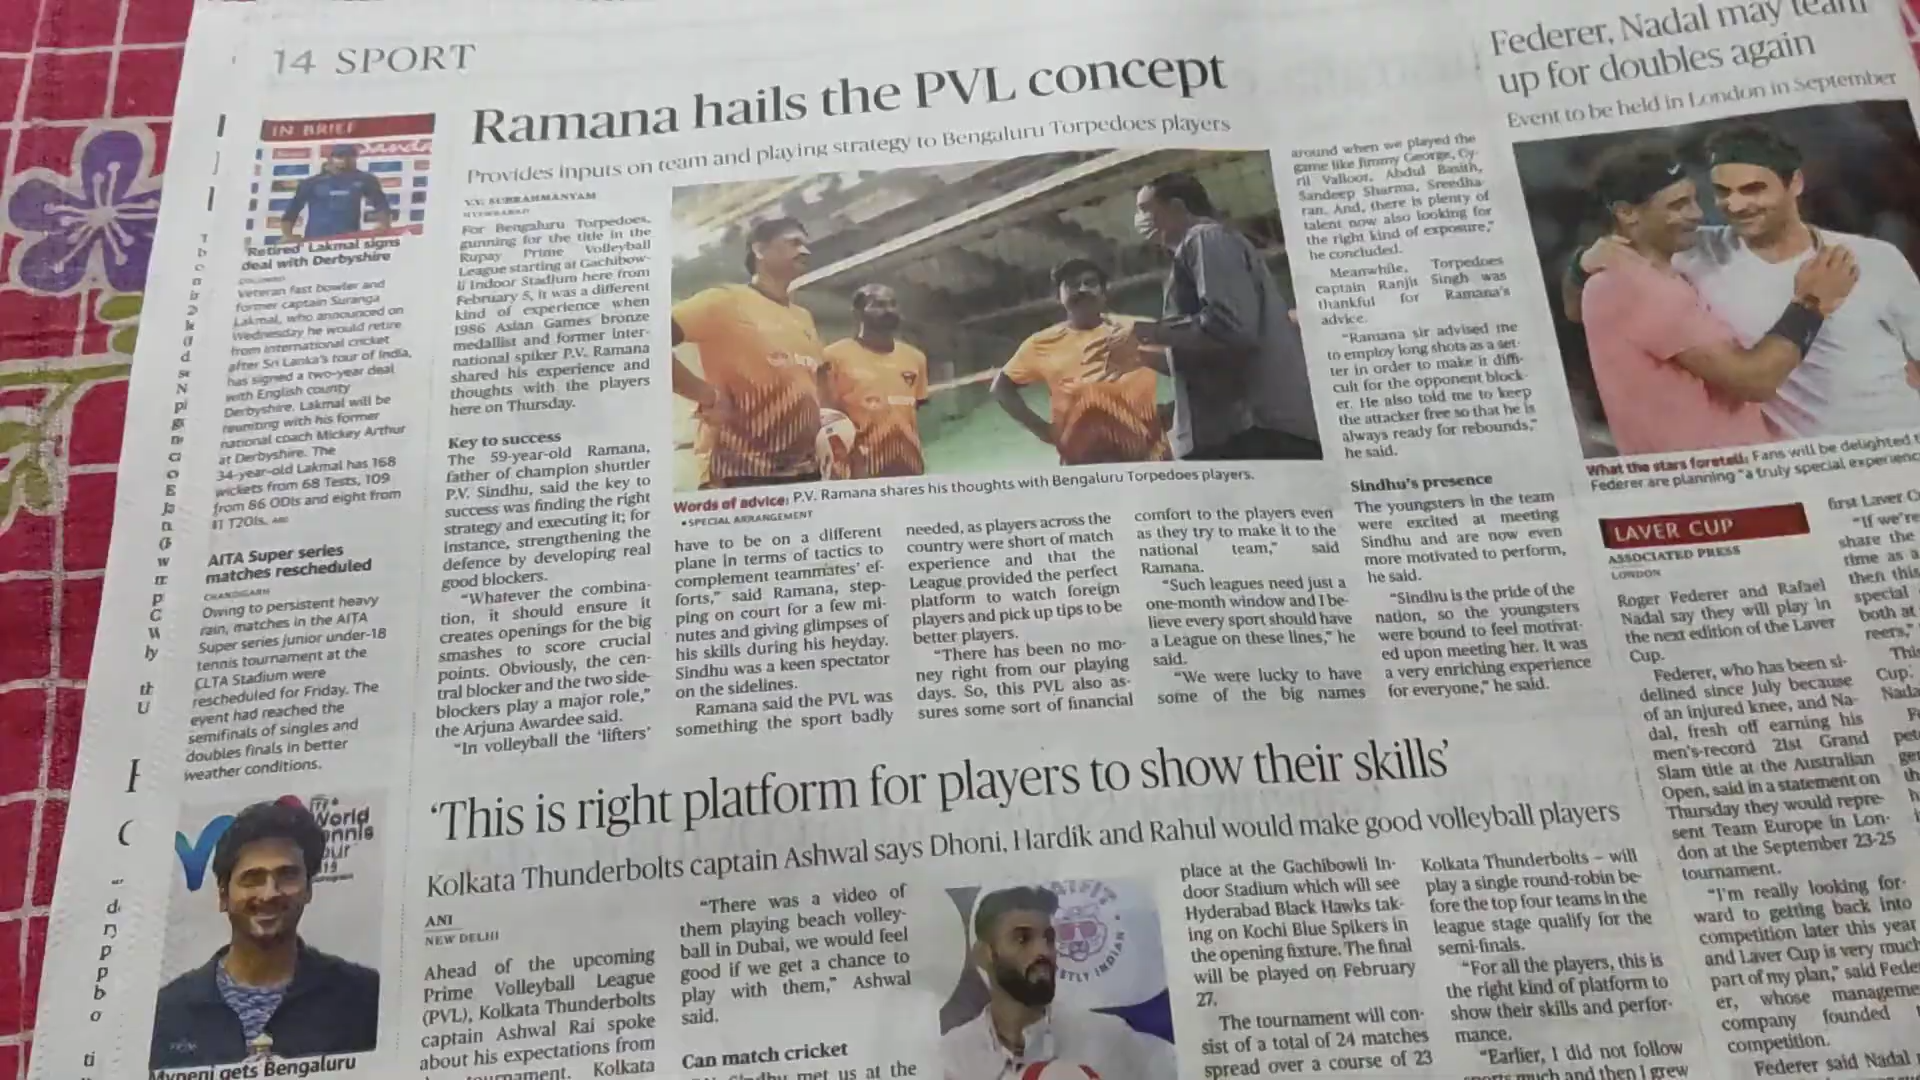 14 SPORT
IN BRIEF
'Retired' Lakmal signs
deal with Derbyshire
COLOMBO
Veteran fast bowler and
former captain Suranga
Lakmal, who announced on
Wednesday he would retire
from international cricket
after Sri Lanka's tour of India,
has signed a two-year deal
with English county
Derbyshire. Lakmal will be
reuniting with his former
national coach Mickey Arthur
at Derbyshire. The
34-year-old Lakmal has 168
wickets from 68 Tests, 109
from 86 ODIs and eight from
11 T20Is.
AITA Super series
matches rescheduled
CHANDIGARH
Owing to persistent heavy
rain, matches in the AITA
Super series junior under-18
tennis tournament at the
CLTA Stadium were
rescheduled for Friday. The
event had reached the
semifinals of singles and
doubles finals in better
weather conditions.
World
Myneni gets Bengaluru
Ramana hails the PVL concept
Provides inputs on team and playing strategy to Bengaluru Torpedoes players
V.V. SUBRAHMANYAM
HYDERABAD
For Bengaluru Torpedoes,
gunning for the title in the
Rupay Prime Volleyball
League starting at Gachibow-
li Indoor Stadium here from
February 5, it was a different
kind of experience when
1986 Asian Games bronze
medallist and former inter-
national spiker P.V. Ramana
shared his experience and
thoughts with the players
here on Thursday.
Key to success
The 59-year-old Ramana,
father of champion shuttler
P.V. Sindhu, said the key to
success was finding the right
strategy and executing it; for
instance, strengthening the
defence by developing real
good blockers.
"Whatever the combina-
tion, it should ensure it
creates openings for the big
smashes to score crucial
points. Obviously, the cen-
tral blocker and the two side-
blockers play a major role,"
the Arjuna Awardee said.
"In volleyball the 'lifters'
Words of advice: P.V. Ramana shares his thoughts with Bengaluru Torpedoes players.
• SPECIAL ARRANGEMENT
have to be on a different
plane in terms of tactics to
complement teammates' ef-
forts," said Ramana, step-
ping on court for a few mi-
nutes and giving glimpses of
his skills during his heyday.
Sindhu was a keen spectator
on the sidelines.
Ramana said the PVL was
something the sport badly
needed, as players across the
country were short of match
experience and that the
League provided the perfect
platform to watch foreign
players and pick up tips to be
better players.
"There has been no mo-
ney right from our playing
days. So, this PVL also as-
sures some sort of financial
comfort to the players even
as they try to make it to the
national team," said
Ramana.
"Such leagues need just a
one-month window and I be-
lieve every sport should have
a League on these lines," he
said.
"We were lucky to have
some of the big names
around when we played the
game like Jimmy George, Cy-
ril Valloor, Abdul Basith,
Sandeep Sharma, Sreedha-
ran. And, there is plenty of
talent now also looking for
the right kind of exposure,"
he concluded.
Meanwhile, Torpedoes
captain Ranjit Singh was
thankful for Ramana's
advice.
"Ramana sir advised me
to employ long shots as a set-
ter in order to make it diffi-
cult for the opponent block-
er. He also told me to keep
the attacker free so that he is
always ready for rebounds,"
he said.
Sindhu's presence
The youngsters in the team
were excited at meeting
Sindhu and are now even
more motivated to perform,
he said.
"Sindhu is the pride of the
nation, so the youngsters
were bound to feel motivat-
ed upon meeting her. It was
a very enriching experience
for everyone," he said.
'This is right platform for players to show their skills'
Kolkata Thunderbolts captain Ashwal says Dhoni, Hardik and Rahul would make good volleyball players
ANI
NEW DELHI
Ahead of the upcoming
Prime Volleyball League
(PVL), Kolkata Thunderbolts
captain Ashwal Rai spoke
about his expectations from
tournament. Kolkata
"There was a video of
them playing beach volley-
ball in Dubai, we would feel
good if we get a chance to
play with them," Ashwal
said.
Can match cricket
Sindhu met us at the
place at the Gachibowli In-
door Stadium which will see
Hyderabad Black Hawks tak-
ing on Kochi Blue Spikers in
the opening fixture. The final
will be played on February
27.
The tournament will con-
sist of a total of 24 matches
spread over a course of 23
Kolkata Thunderbolts – will
play a single round-robin be-
fore the top four teams in the
league stage qualify for the
semi-finals.
"For all the players, this is
the right kind of platform to
show their skills and perfor-
mance.
"Earlier, I did not follow
sports much and then I grew
Federer, Nadal may team
up for doubles again
Event to be held in London in September
What the stars foretell: Fans will be delighted
Federer are planning "a truly special
LAVER CUP
ASSOCIATED PRESS
LONDON
Roger Federer and Rafael
Nadal say they will play in
the next edition of the Laver
Cup.
Federer, who has been si-
delined since July because
of an injured knee, and Na-
dal, fresh off earning his
men's-record 21st Grand
Slam title at the Australian
Open, said in a statement on
Thursday they would repre-
sent Team Europe in Lon-
don at the September 23-25
tournament.
"I'm really looking for-
ward to getting back into
competition later this year
and Laver Cup is very much
part of my plan," said Feder-
er, whose
company founded
competition.
Federer said Nadal
first Laver
"If we're
share the
time as a
then this
special
both at